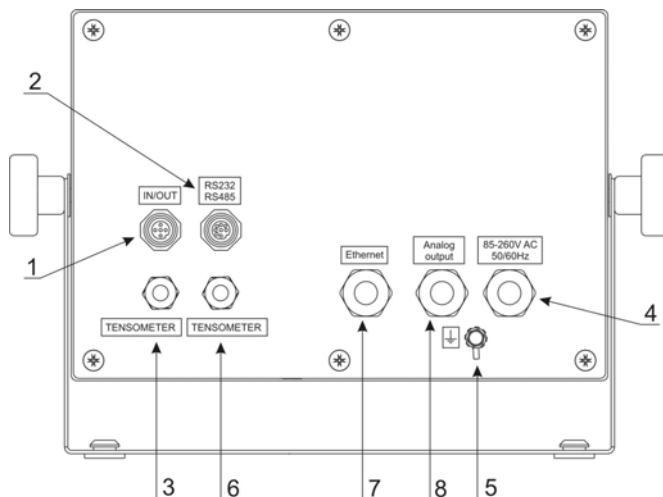 2
IN/OUT
RS232
RS485
1
Ethernet
Analog
output
85-260V AC
50/60Hz
4
TENSOMETER
TENSOMETER
3
6
7
8
5